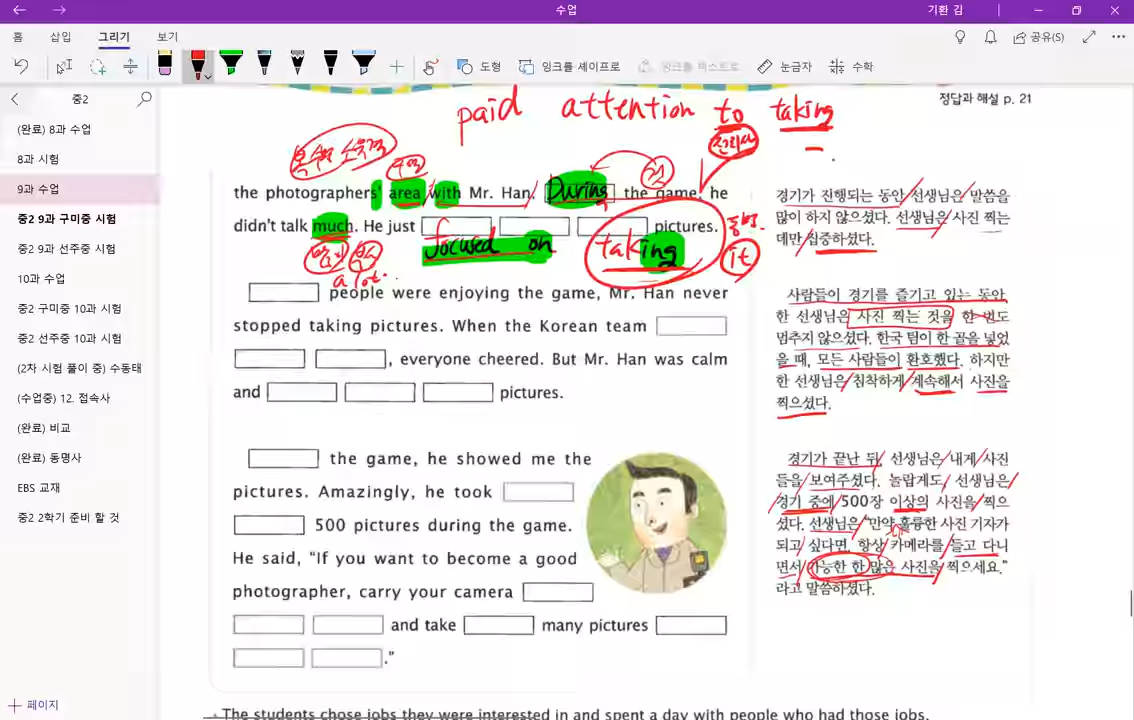 수업
기환 김
홈 삽입 그리기 보기
도형 잉크를 셰이프로 잉크를 텍스트로 눈금자 수학 공유(S)
중2
(완료) 8과 수업
8과 시험
9과 수업
중2 9과 구미중 시험
중2 9과 선주중 시험
10과 수업
중2 구미중 10과 시험
중2 선주중 10과 시험
(2차 시험 풀이 중) 수동태
(수업중) 12. 접속사
(완료) 비교
(완료) 동명사
EBS 교재
중2 2학기 준비 할 것
페이지
정답과 해설 p. 21
paid attention to taking
전치사
복수의 소유격
the photographers' area with Mr. Han. During the game, he
didn't talk much. He just focused on taking pictures.
a lot
it
people were enjoying the game, Mr. Han never
stopped taking pictures. When the Korean team
, everyone cheered. But Mr. Han was calm
and pictures.
the game, he showed me the
pictures. Amazingly, he took
500 pictures during the game.
He said, "If you want to become a good
photographer, carry your camera
and take many pictures
."
경기가 진행되는 동안 선생님은 말씀을
많이 하지 않으셨다. 선생님은 사진 찍는
데만 집중하셨다.
사람들이 경기를 즐기고 있는 동안,
한 선생님은 사진 찍는 것을 한 번도
멈추지 않으셨다. 한국 팀이 한 골을 넣었
을 때, 모든 사람들이 환호했다. 하지만
한 선생님은 침착하게 계속해서 사진을
찍으셨다.
경기가 끝난 뒤, 선생님은 내게 사진
들을 보여주셨다. 놀랍게도, 선생님은
경기 중에 500장 이상의 사진을 찍으
셨다. 선생님은 "만약 훌륭한 사진 기자가
되고 싶다면, 항상 카메라를 들고 다니
면서 가능한 한 많은 사진을 찍으세요."
라고 말씀하셨다.
The students chose jobs they were interested in and spent a day with people who had those jobs.